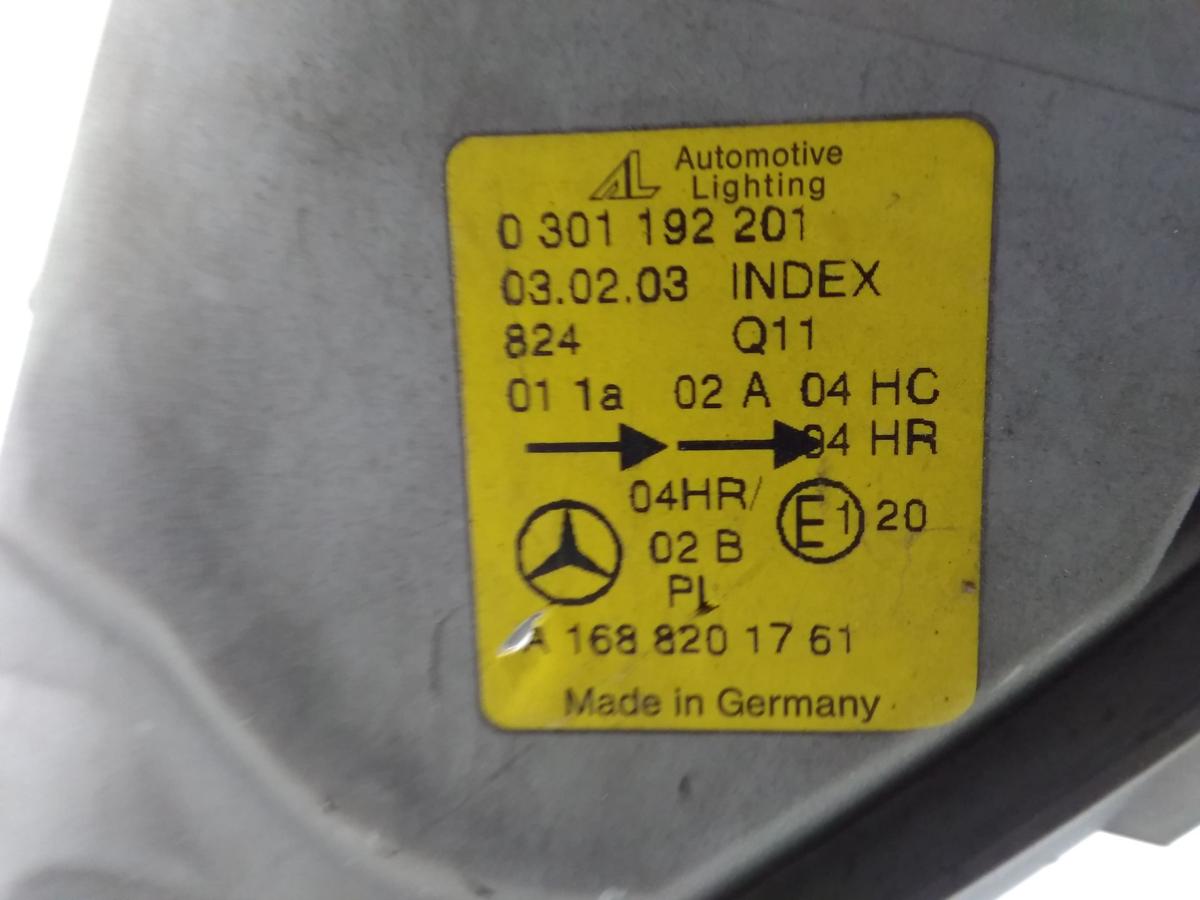 AL Automotive
Lighting
0 301 192 201
03.02.03 INDEX
824 Q11
01 1a 02 A 04 HC
04 HR
04HR/ E1 20
02 B
PL
A 168 820 17 61
Made in Germany